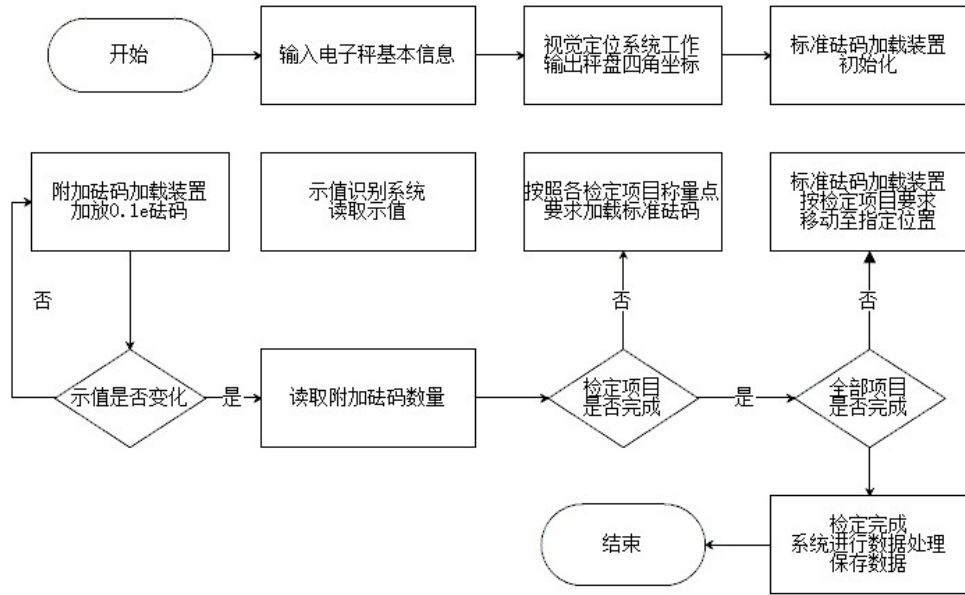 开始
输入电子秤基本信息
视觉定位系统工作
输出秤盘四角坐标
标准砝码加载装置
初始化
附加砝码加载装置
加放0.1e砝码
示值识别系统
读取示值
按照各检定项目称量点
要求加载标准砝码
标准砝码加载装置
按检定项目要求
移动至指定位置
否
否
否
示值是否变化
是
读取附加砝码数量
检定项目
是否完成
是
全部项目
是否完成
结束
检定完成
系统进行数据处理
保存数据